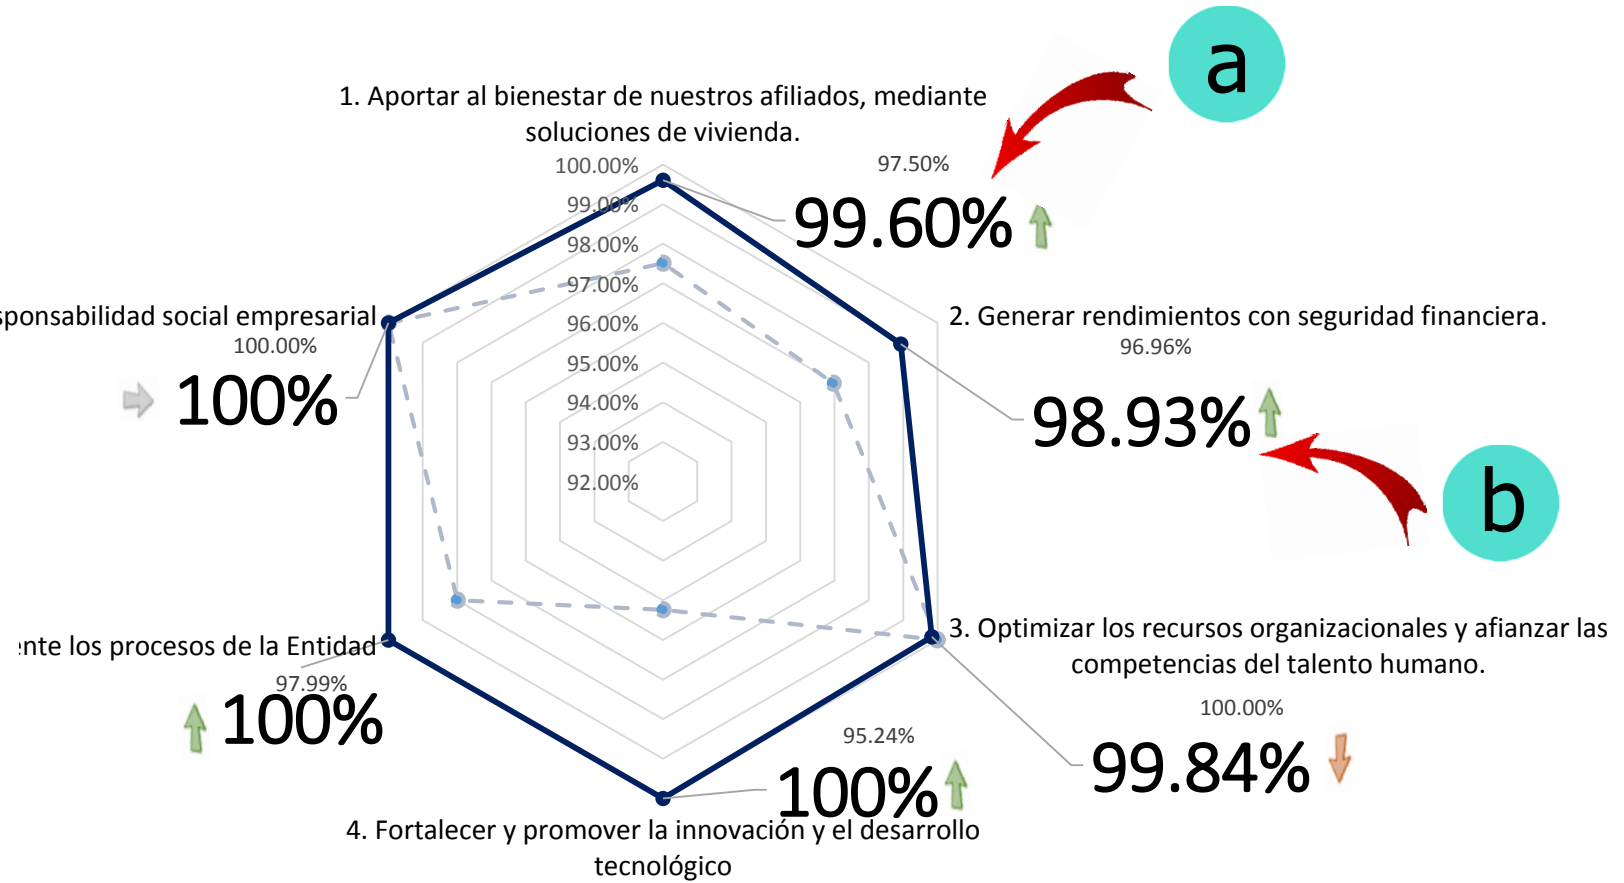 a
1. Aportar al bienestar de nuestros afiliados, mediante
soluciones de vivienda.
97.50%
99.60%
100.00%
99.00%
98.00%
97.00%
96.00%
95.00%
94.00%
93.00%
92.00%
2. Generar rendimientos con seguridad financiera.
96.96%
98.93%
b
3. Optimizar los recursos organizacionales y afianzar las
competencias del talento humano.
100.00%
99.84%
95.24%
100%
4. Fortalecer y promover la innovación y el desarrollo
tecnológico
los procesos de la Entidad
97.99%
100%
social empresarial
100.00%
100%